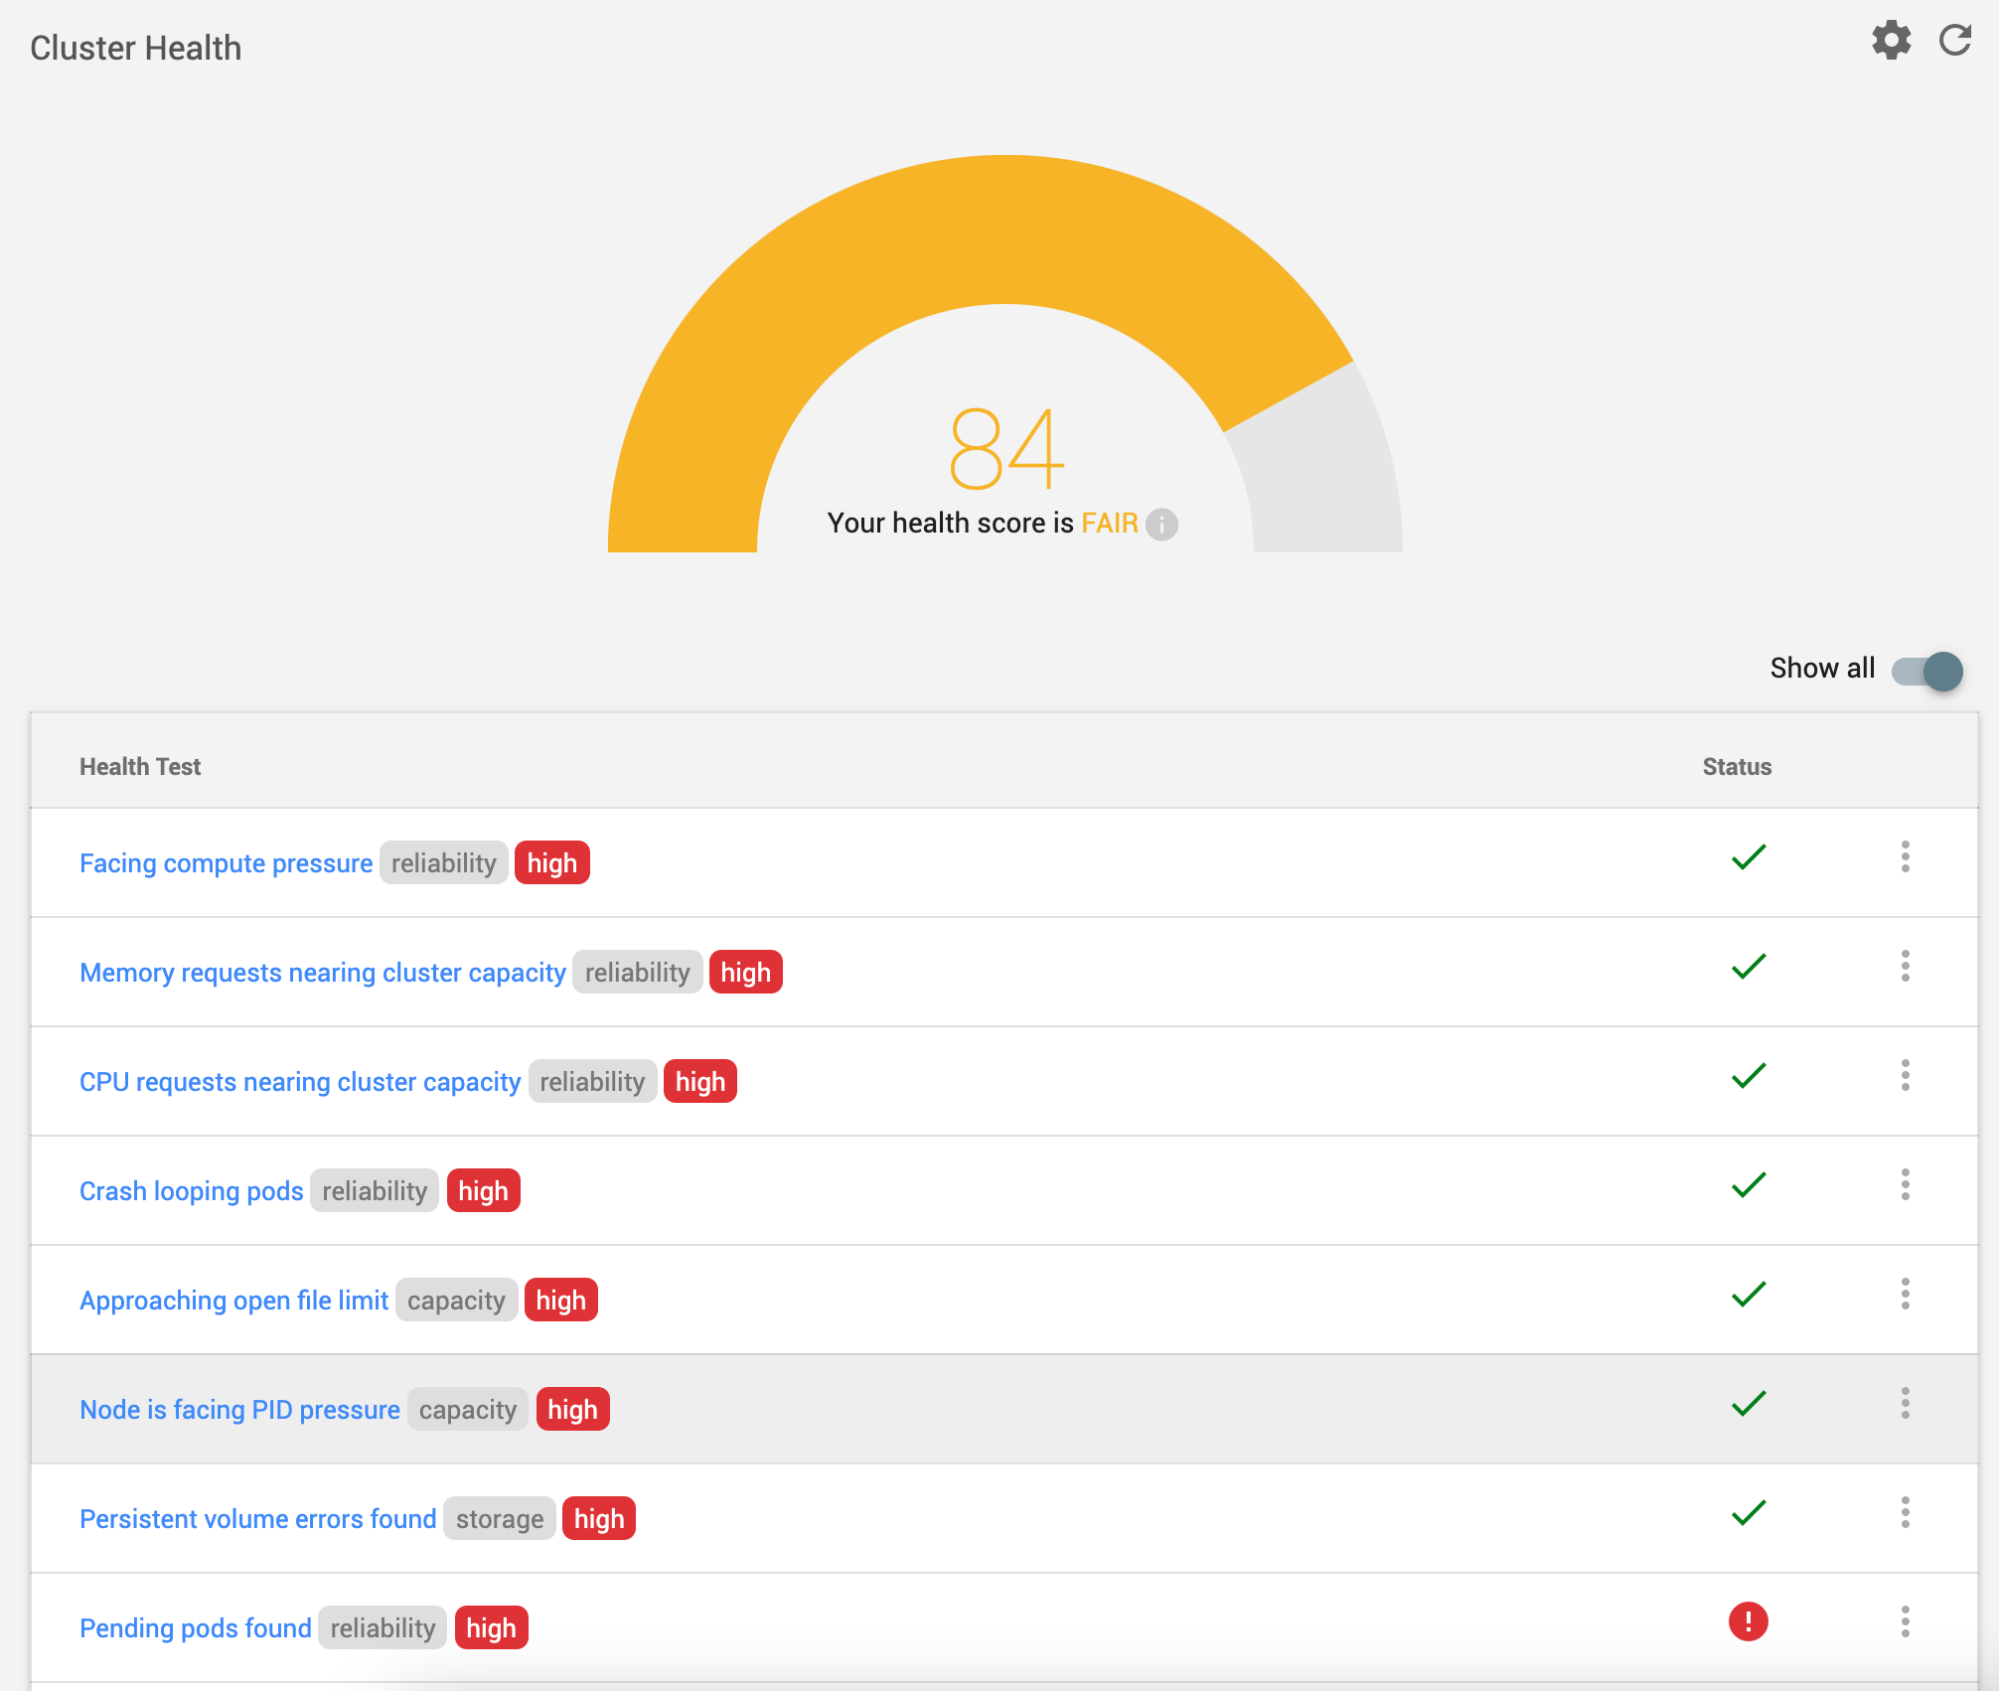 Cluster Health
84
Your health score is FAIR
Show all
Health Test Status
Facing compute pressure reliability high
Memory requests nearing cluster capacity reliability high
CPU requests nearing cluster capacity reliability high
Crash looping pods reliability high
Approaching open file limit capacity high
Node is facing PID pressure capacity high
Persistent volume errors found storage high
Pending pods found reliability high